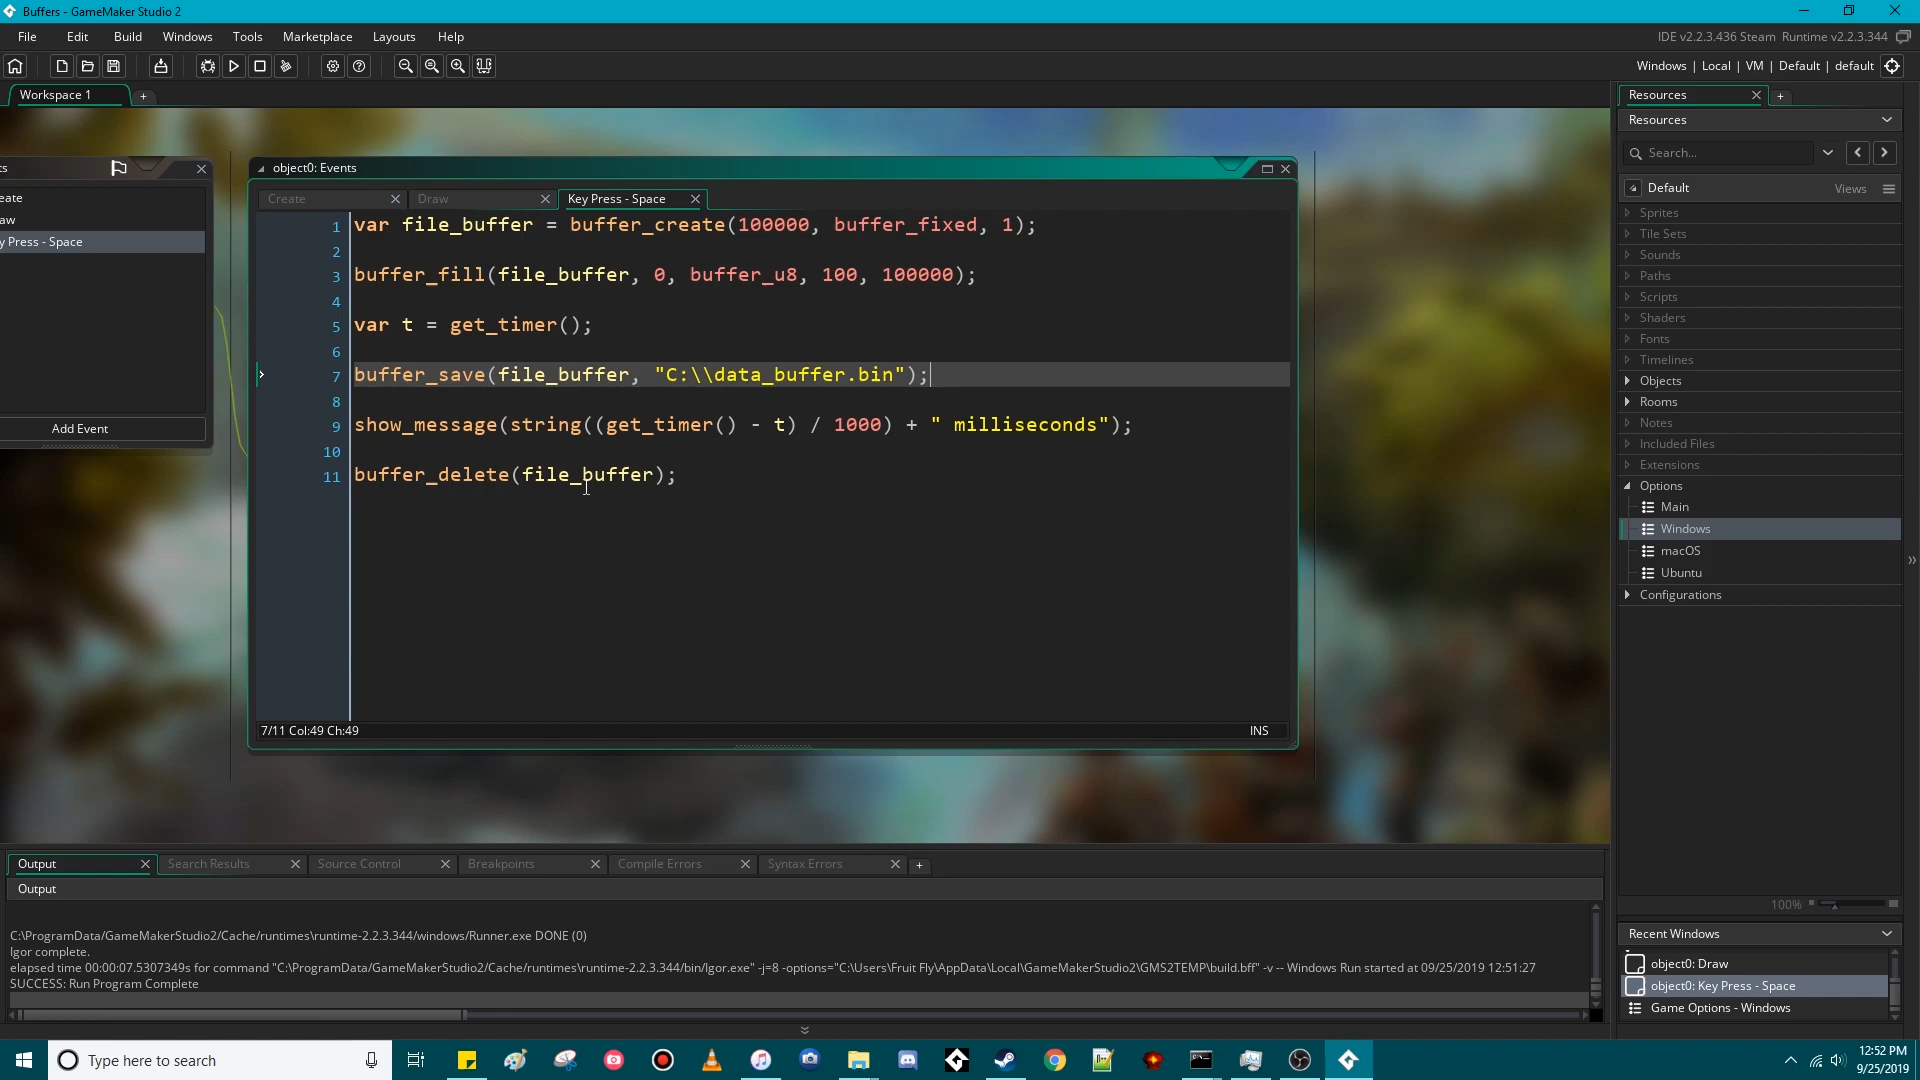 Buffers - GameMaker Studio 2
File Edit Build Windows Tools Marketplace Layouts Help
IDE v2.2.3.436 Steam Runtime v2.2.3.344
Windows | Local | VM | Default | default
Workspace 1 +
ts
eate
aw
y Press - Space
Add Event
object0: Events
Create Draw Key Press - Space
1 var file_buffer = buffer_create(100000, buffer_fixed, 1);
2
3 buffer_fill(file_buffer, 0, buffer_u8, 100, 100000);
4
5 var t = get_timer();
6
7 buffer_save(file_buffer, "C:\\data_buffer.bin");
8
9 show_message(string((get_timer() - t) / 1000) + " milliseconds");
10
11 buffer_delete(file_buffer);
7/11 Col:49 Ch:49 INS
Resources +
Resources
Search...
Default Views
Sprites
Tile Sets
Sounds
Paths
Scripts
Shaders
Fonts
Timelines
Objects
Rooms
Notes
Included Files
Extensions
Options
Main
Windows
macOS
Ubuntu
Configurations
100%
Recent Windows
object0: Draw
object0: Key Press - Space
Game Options - Windows
Output Search Results Source Control Breakpoints Compile Errors Syntax Errors +
Output
C:\ProgramData/GameMakerStudio2/Cache/runtimes\runtime-2.2.3.344/windows/Runner.exe DONE (0)
Igor complete.
elapsed time 00:00:07.5307349s for command "C:\ProgramData/GameMakerStudio2/Cache/runtimes\runtime-2.2.3.344/bin/Igor.exe" -j=8 -options="C:\Users\Fruit Fly\AppData\Local\GameMakerStudio2\GMS2TEMP\build.bff" -v -- Windows Run started at 09/25/2019 12:51:27
SUCCESS: Run Program Complete
Type here to search
12:52 PM
9/25/2019